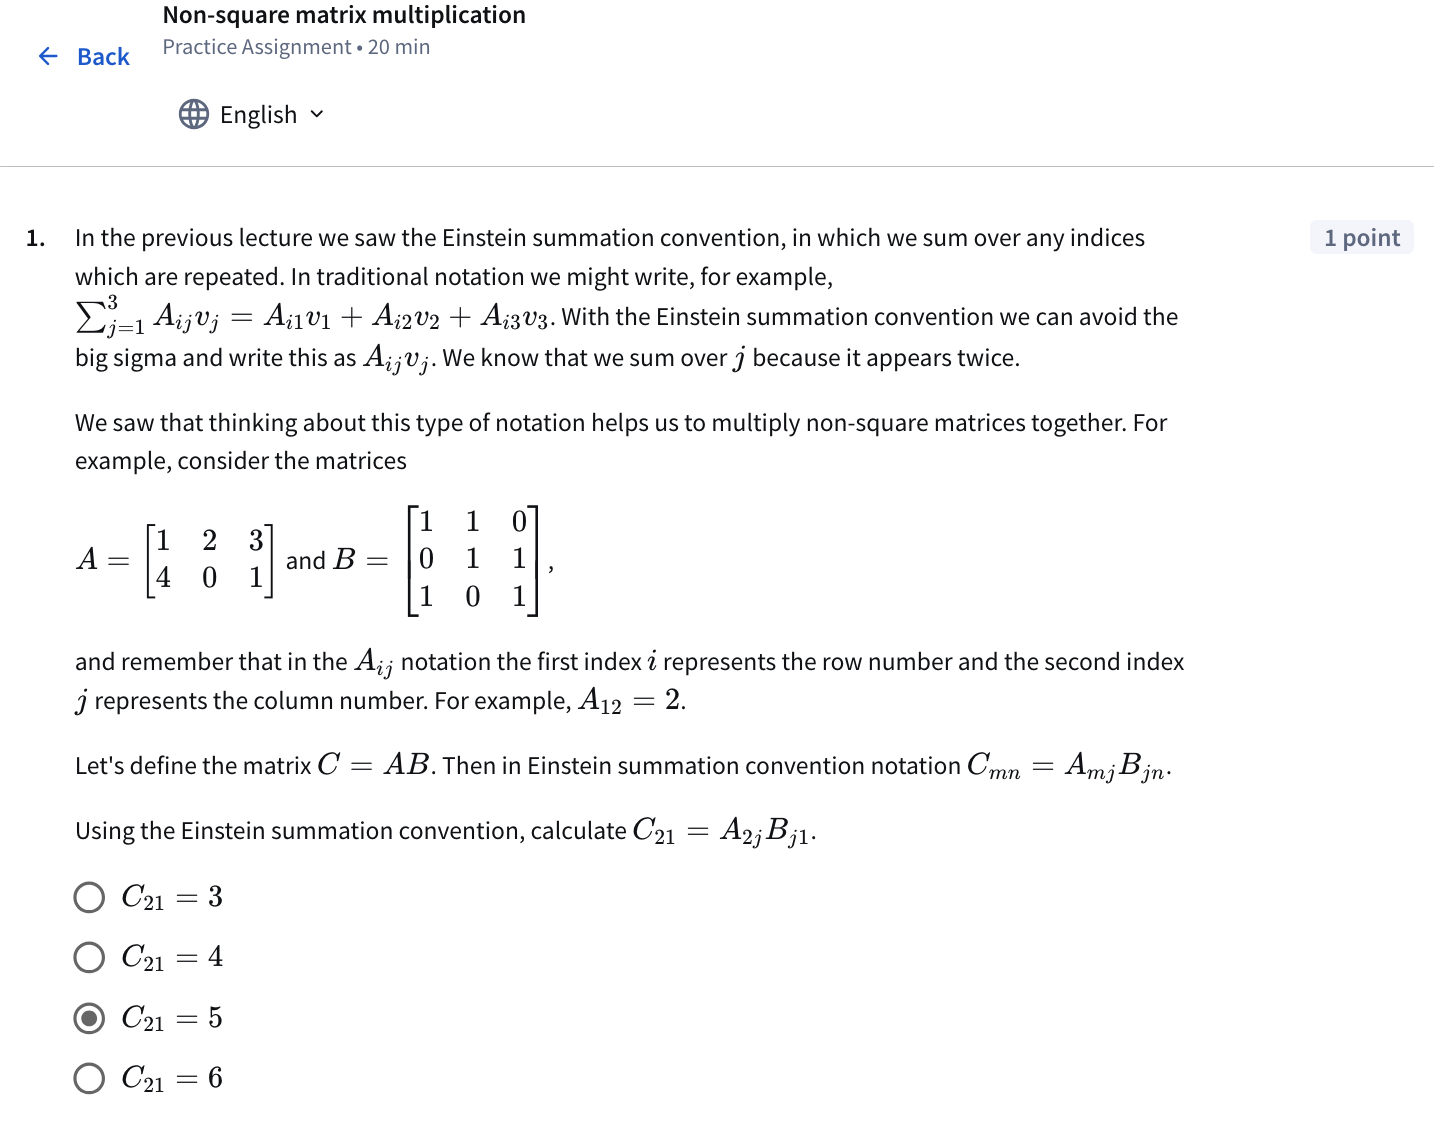 Non-square matrix multiplication
← Back
Practice Assignment • 20 min
English
1. In the previous lecture we saw the Einstein summation convention, in which we sum over any indices
1 point
which are repeated. In traditional notation we might write, for example,
$\sum_{j=1}^{3} A_{ij}v_j = A_{i1}v_1 + A_{i2}v_2 + A_{i3}v_3$. With the Einstein summation convention we can avoid the
big sigma and write this as $A_{ij}v_j$. We know that we sum over $j$ because it appears twice.
We saw that thinking about this type of notation helps us to multiply non-square matrices together. For
example, consider the matrices
$A = \begin{bmatrix} 1 & 2 & 3 \\ 4 & 0 & 1 \end{bmatrix}$ and $B = \begin{bmatrix} 1 & 1 & 0 \\ 0 & 1 & 1 \\ 1 & 0 & 1 \end{bmatrix}$,
and remember that in the $A_{ij}$ notation the first index $i$ represents the row number and the second index
$j$ represents the column number. For example, $A_{12} = 2$.
Let's define the matrix $C = AB$. Then in Einstein summation convention notation $C_{mn} = A_{mj}B_{jn}$.
Using the Einstein summation convention, calculate $C_{21} = A_{2j}B_{j1}$.
$C_{21} = 3$
$C_{21} = 4$
$C_{21} = 5$
$C_{21} = 6$